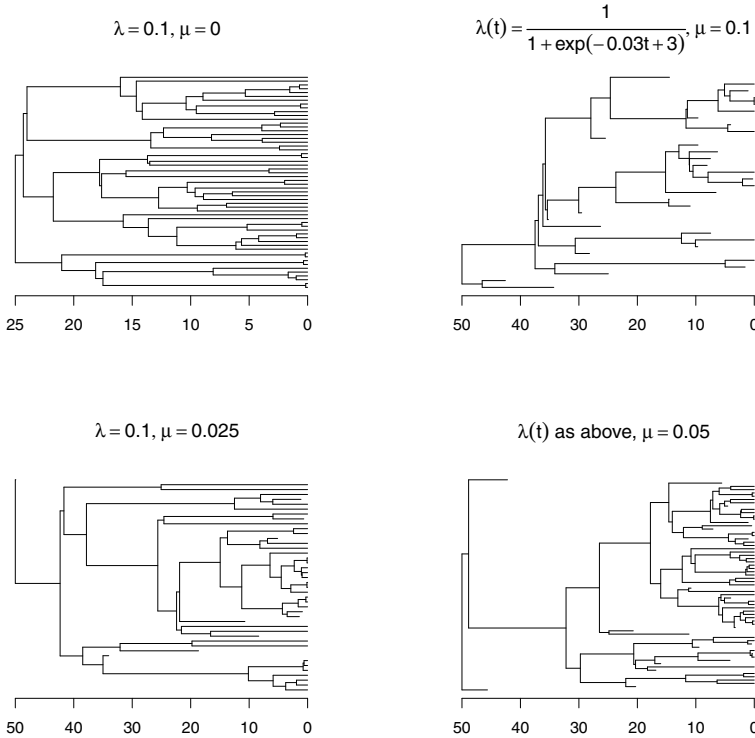 λ = 0.1, μ = 0
25 20 15 10 5 0
λ(t) = 1 / 1 + exp(−0.03t + 3), μ = 0.1
50 40 30 20 10 0
λ = 0.1, μ = 0.025
50 40 30 20 10 0
λ(t) as above, μ = 0.05
50 40 30 20 10 0